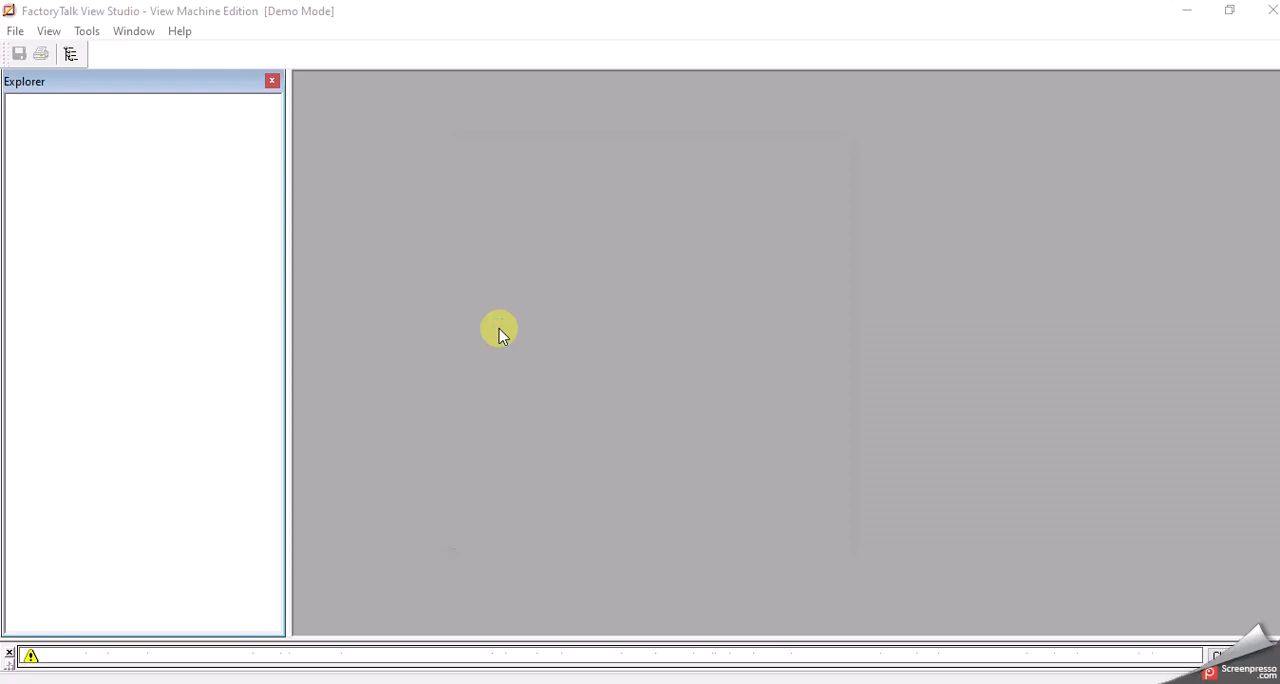 FactoryTalk View Studio - View Machine Edition [Demo Mode]
File View Tools Window Help
Explorer
Screenpresso
.com